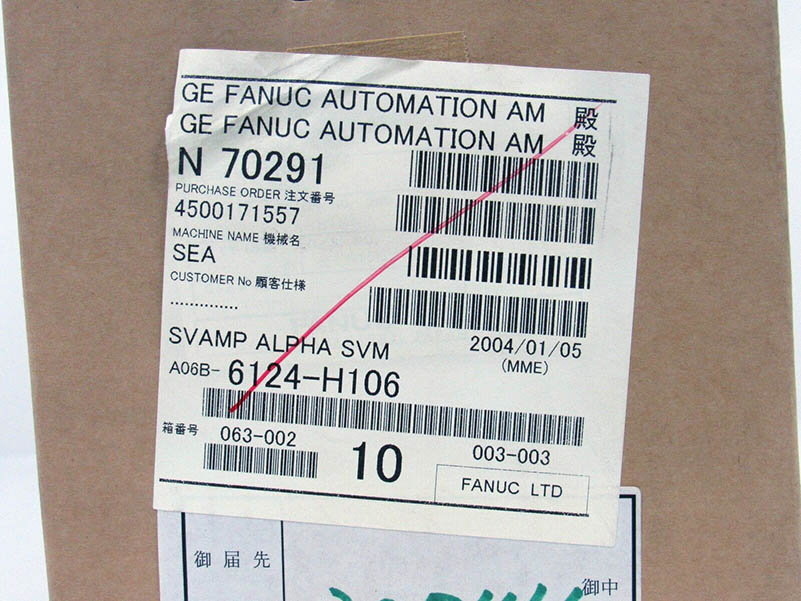 GE FANUC AUTOMATION AM 殿
GE FANUC AUTOMATION AM 殿
N 70291
PURCHASE ORDER 注文番号
4500171557
MACHINE NAME 機械名
SEA
CUSTOMER No 顧客仕様
..............
SVAMP ALPHA SVM 2004/01/05
(MME)
A06B- 6124-H106
箱番号 063-002 10 003-003
FANUC LTD
御届先 御中